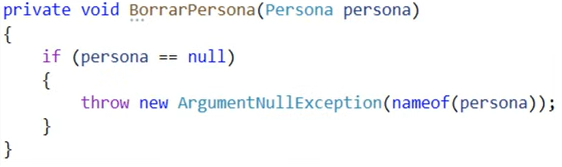 private void BorrarPersona(Persona persona)
{
    if (persona == null)
    {
        throw new ArgumentNullException(nameof(persona));
    }
}